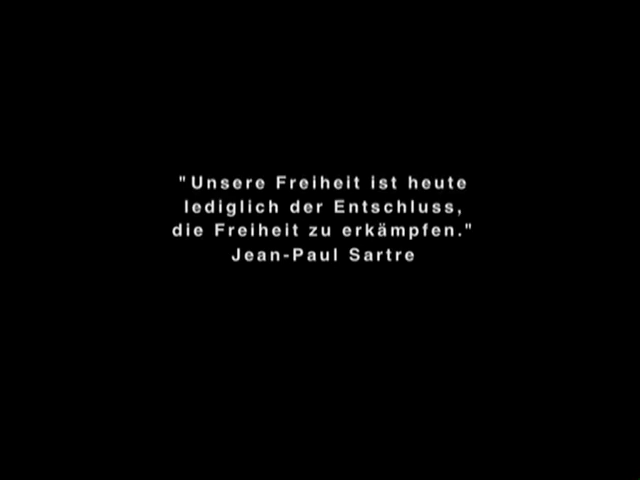 "Unsere Freiheit ist heute
lediglich der Entschluss,
die Freiheit zu erkämpfen."
Jean-Paul Sartre